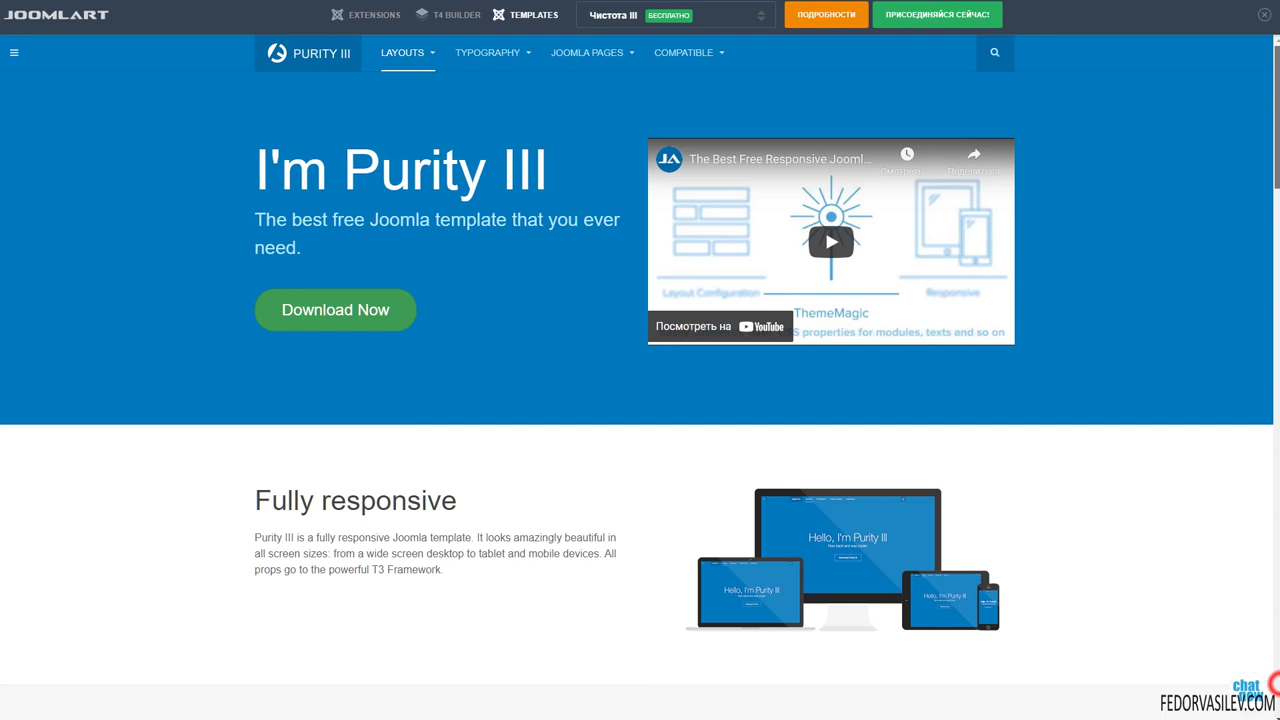 JOOMLART
EXTENSIONS
T4 BUILDER
TEMPLATES
Чистота III
БЕСПЛАТНО
ПОДРОБНОСТИ
ПРИСОЕДИНЯЙСЯ СЕЙЧАС!
PURITY III
LAYOUTS
TYPOGRAPHY
JOOMLA PAGES
COMPATIBLE
I'm Purity III
The best free Joomla template that you ever
need.
Download Now
JA
The Best Free Responsive Jooml...
Смотреть
Поделиться
Layout Configuration
Responsive
ThemeMagic
S properties for modules, texts and so on
Посмотреть на YouTube
Fully responsive
Purity III is a fully responsive Joomla template. It looks amazingly beautiful in
all screen sizes: from a wide screen desktop to tablet and mobile devices. All
props go to the powerful T3 Framework.
Hello, I'm Purity III
Hello, I'm Purity III
Hello, I'm Purity III
chat
now
FEDORVASILEV.COM